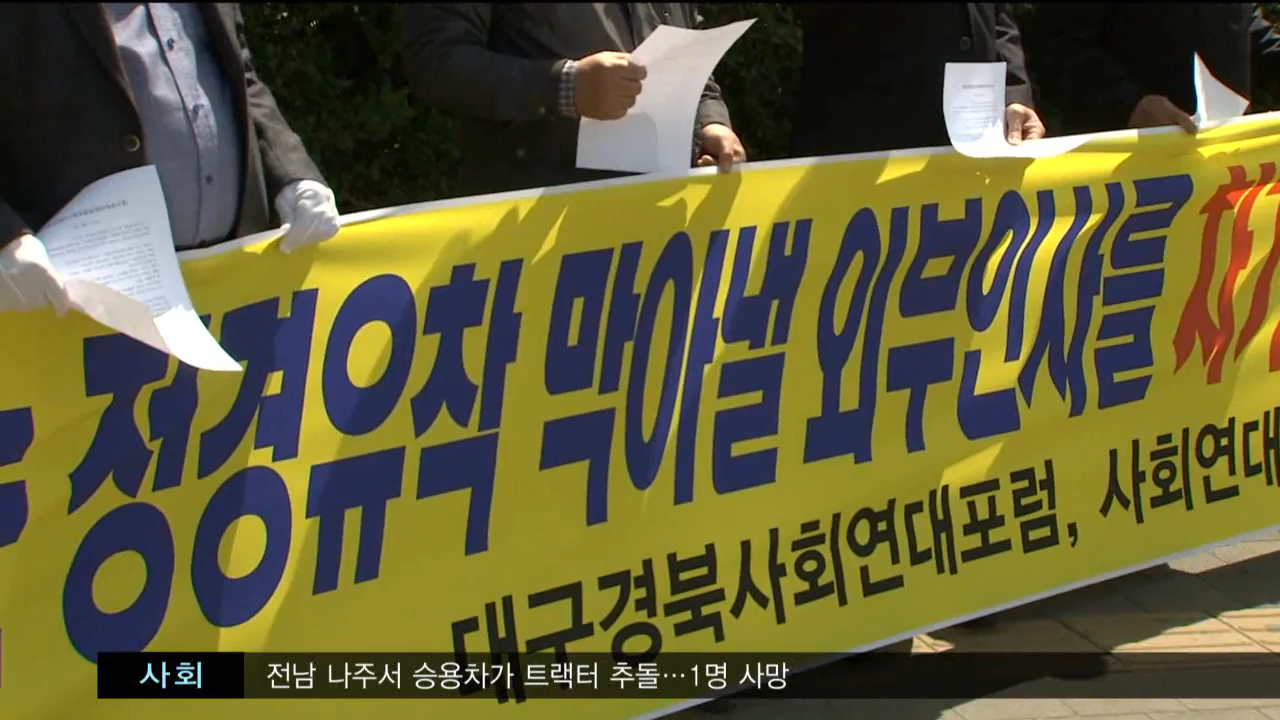 정경유착 막아낼 외부인사를
대구경북사회연대포럼, 사회연대
사회 전남 나주서 승용차가 트랙터 추돌…1명 사망